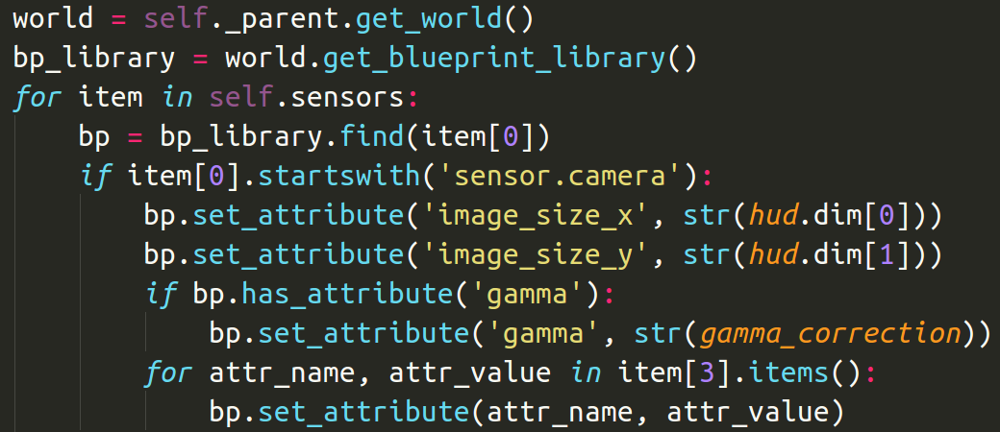 world = self._parent.get_world()
bp_library = world.get_blueprint_library()
for item in self.sensors:
    bp = bp_library.find(item[0])
    if item[0].startswith('sensor.camera'):
        bp.set_attribute('image_size_x', str(hud.dim[0]))
        bp.set_attribute('image_size_y', str(hud.dim[1]))
        if bp.has_attribute('gamma'):
            bp.set_attribute('gamma', str(gamma_correction))
        for attr_name, attr_value in item[3].items():
            bp.set_attribute(attr_name, attr_value)